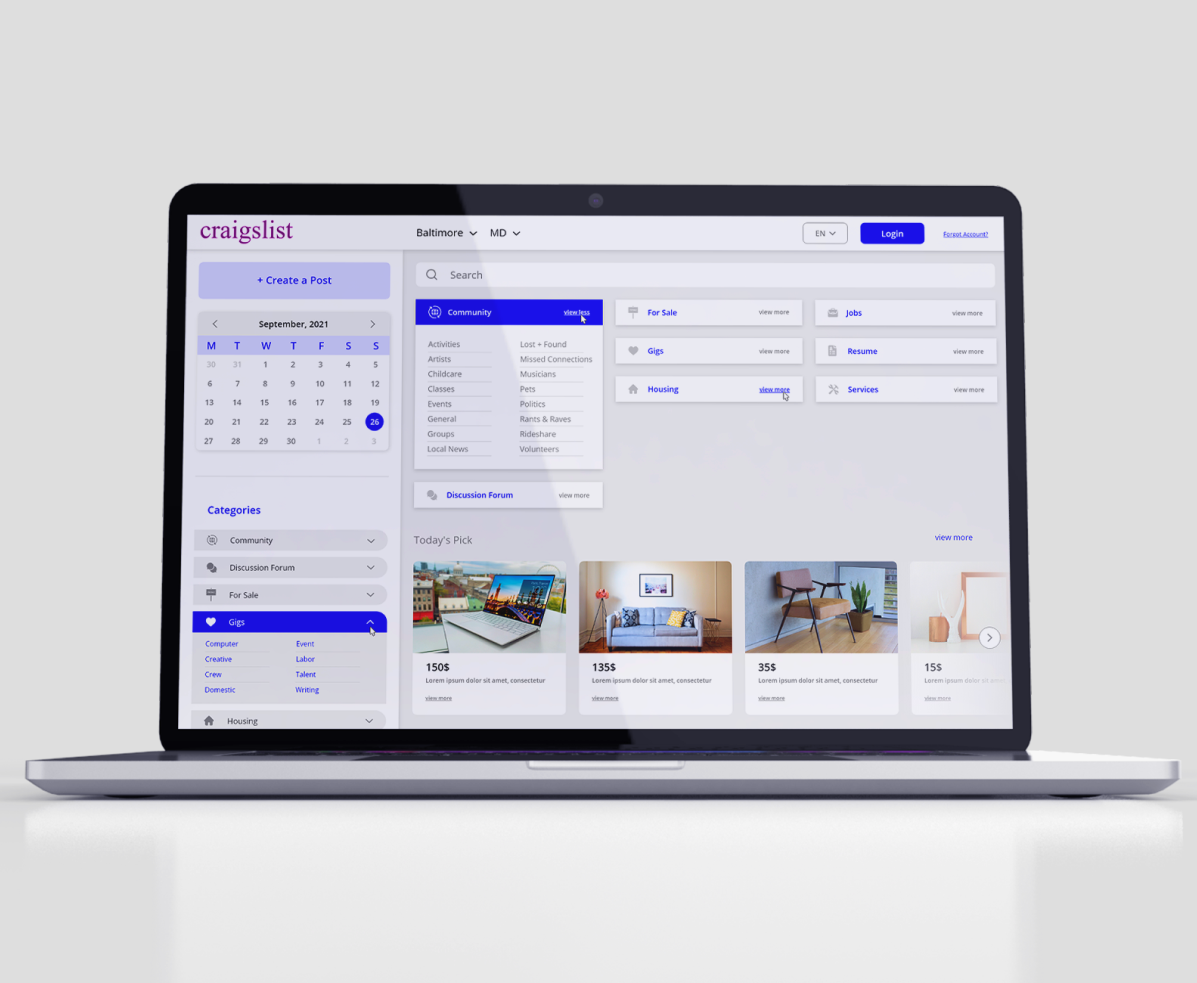 craigslist
Baltimore MD EN Login Forgot Account?
+ Create a Post
September, 2021
M T W T F S S
30 31 1 2 3 4 5
6 7 8 9 10 11 12
13 14 15 16 17 18 19
20 21 22 23 24 25 26
27 28 29 30 1 2 3
Categories
Community
Discussion Forum
For Sale
Gigs
Computer Event
Creative Labor
Crew Talent
Domestic Writing
Housing
Search
Community view less
Activities Lost + Found
Artists Missed Connections
Childcare Musicians
Classes Pets
Events Politics
General Rants & Raves
Groups Rideshare
Local News Volunteers
For Sale view more
Jobs view more
Gigs view more
Resume view more
Housing view more
Services view more
Discussion Forum view more
Today's Pick view more
150$
Lorem ipsum dolor sit amet, consectetur
view more
135$
Lorem ipsum dolor sit amet, consectetur
view more
35$
Lorem ipsum dolor sit amet, consectetur
view more
15$
Lorem ipsum dolor sit
view more